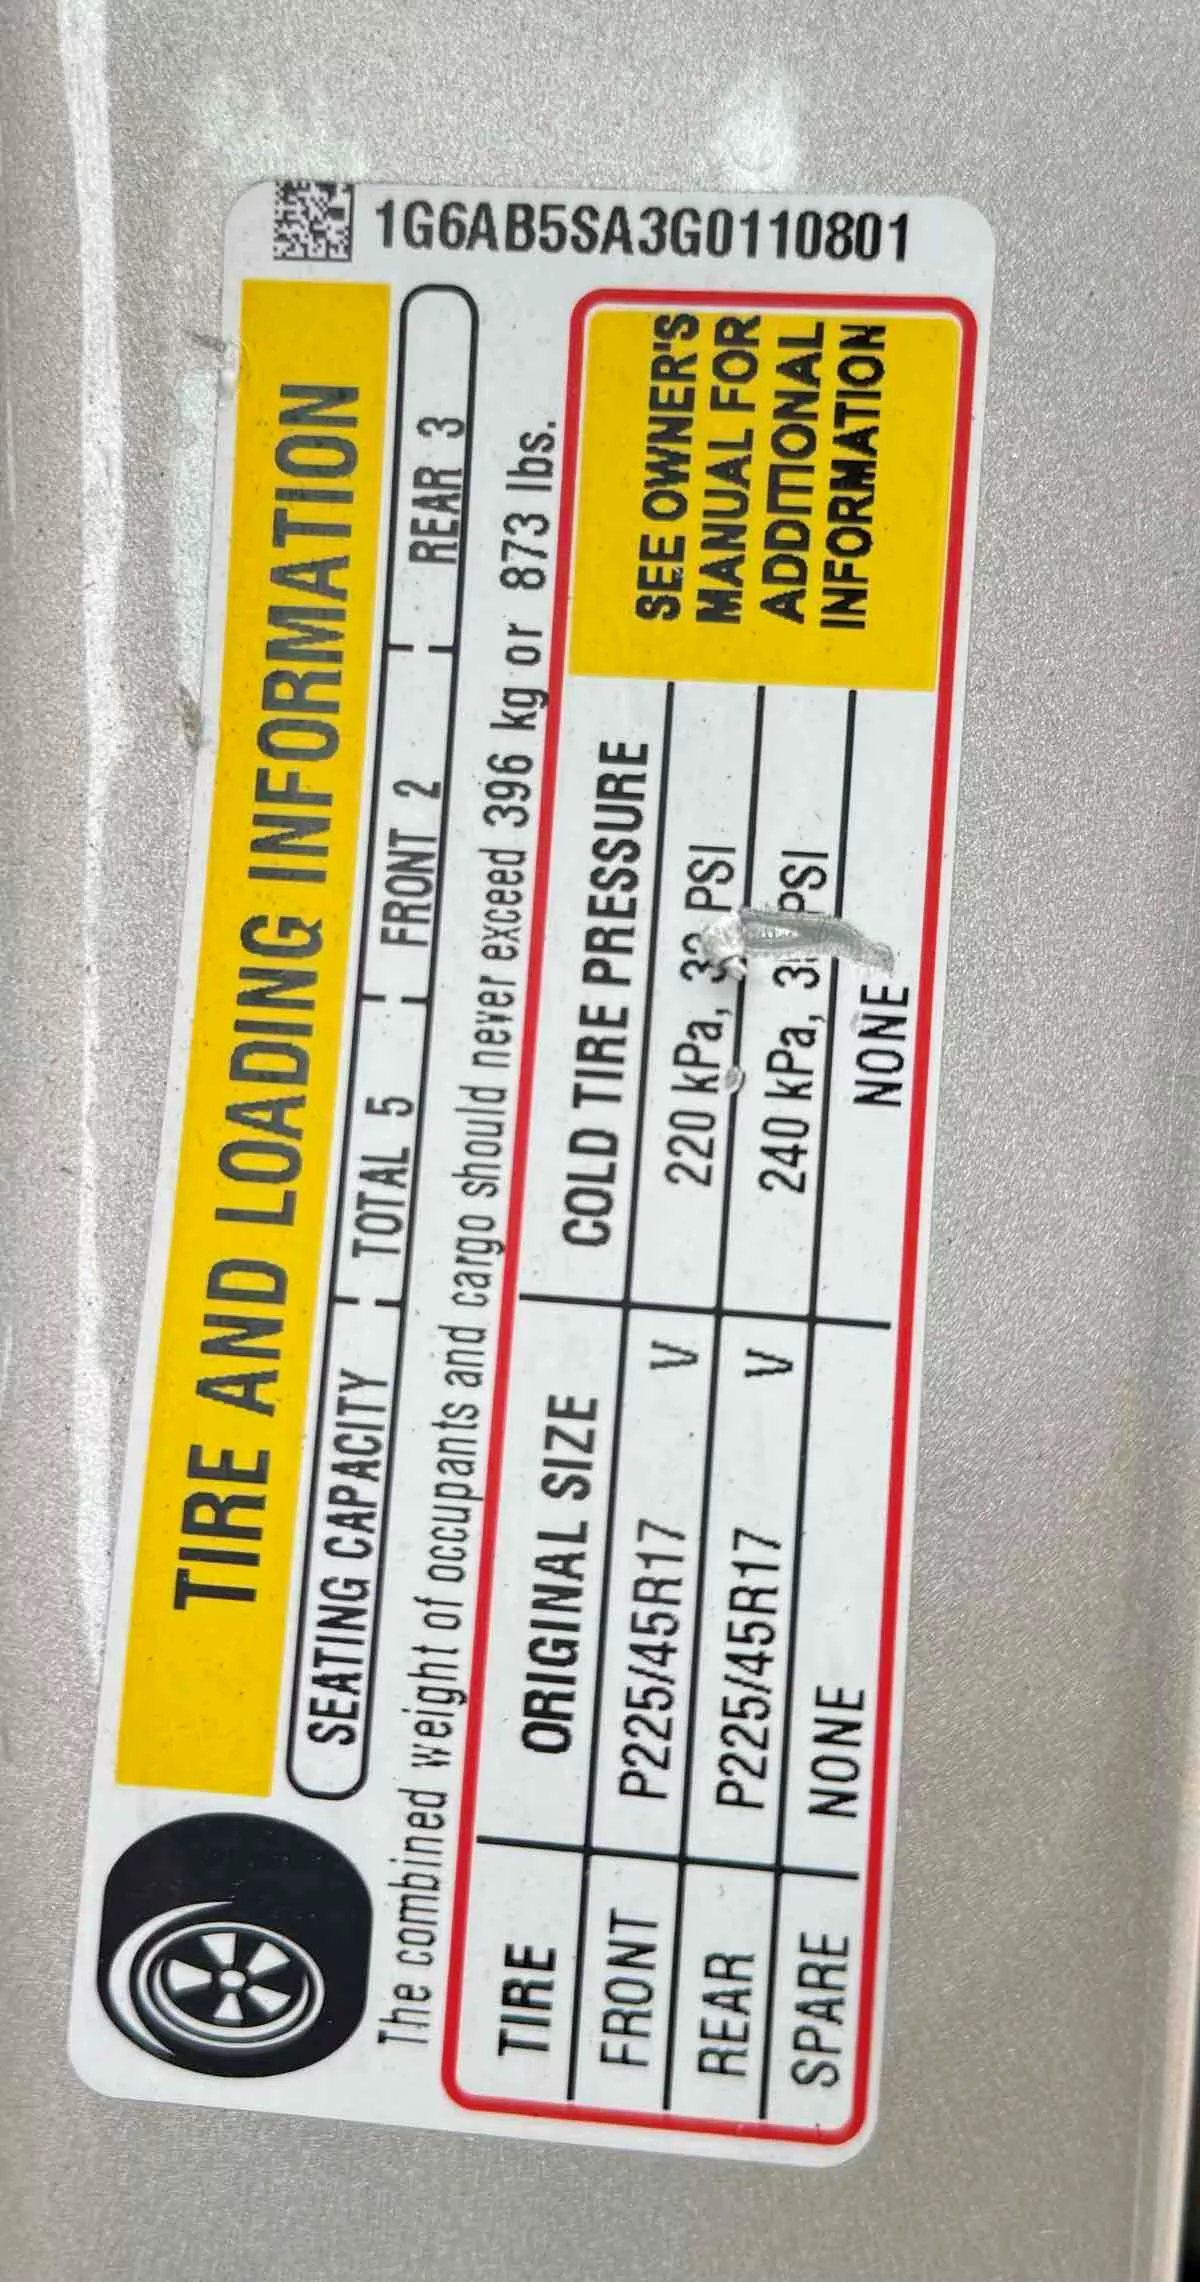 1G6AB5SA3G0110801
TIRE AND LOADING INFORMATION
SEATING CAPACITY TOTAL 5 FRONT 2 REAR 3
The combined weight of occupants and cargo should never exceed 396 kg or 873 lbs.
TIRE ORIGINAL SIZE COLD TIRE PRESSURE
FRONT P225/45R17 V 220 kPa, PSI
REAR P225/45R17 V 240 kPa, PSI
SPARE NONE NONE
SEE OWNER'S
MANUAL FOR
ADDITIONAL
INFORMATION